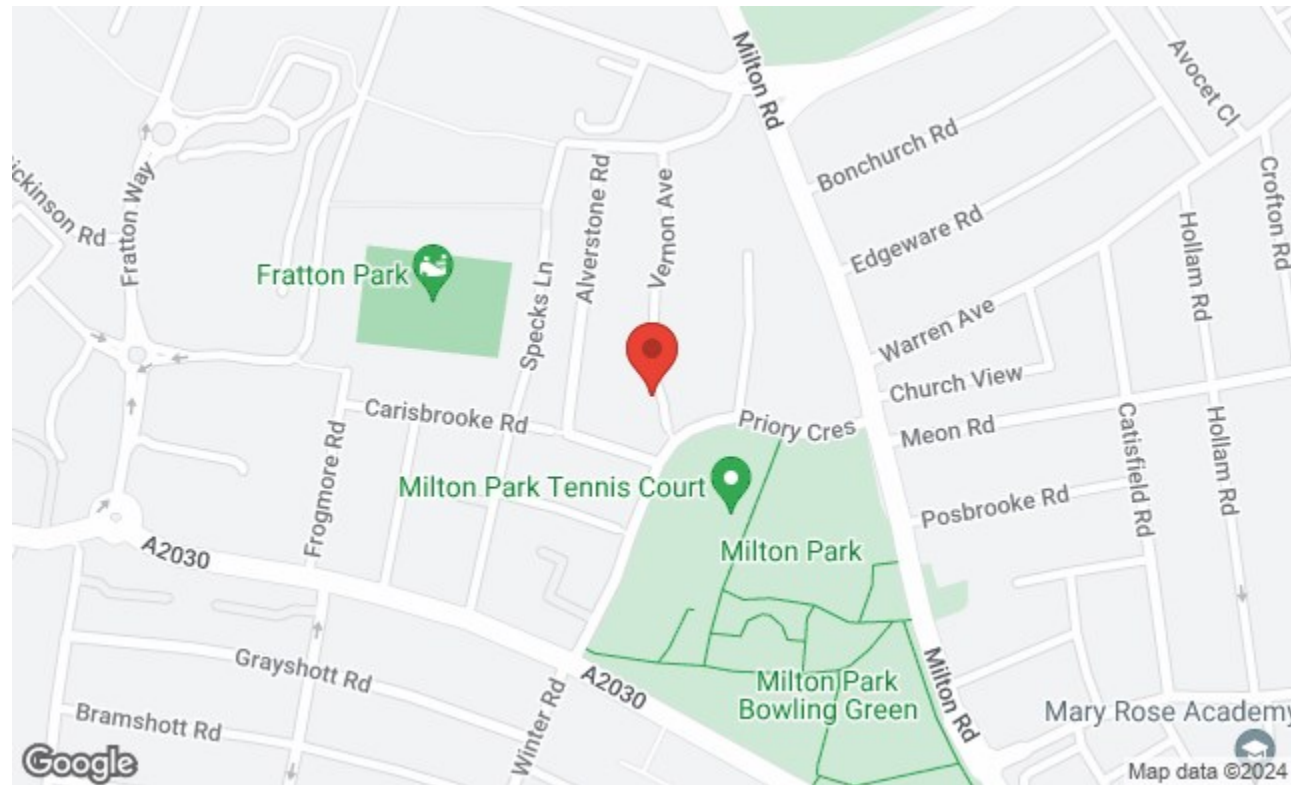 Milton Rd
Avocet Cl
Bonchurch Rd
Fratton Way
ickinson Rd
Alverstone Rd
Vernon Ave
Crofton Rd
Edgeware Rd
Hollam Rd
Fratton Park
Specks Ln
Warren Ave
Church View
Carisbrooke Rd
Priory Cres
Meon Rd
Catisfield Rd
Hollam Rd
Frogmore Rd
Milton Park Tennis Court
Posbrooke Rd
A2030
Milton Park
Grayshott Rd
A2030
Milton Park
Bowling Green
Milton Rd
Bramshott Rd
Winter Rd
Mary Rose Academy
Google
Map data ©2024